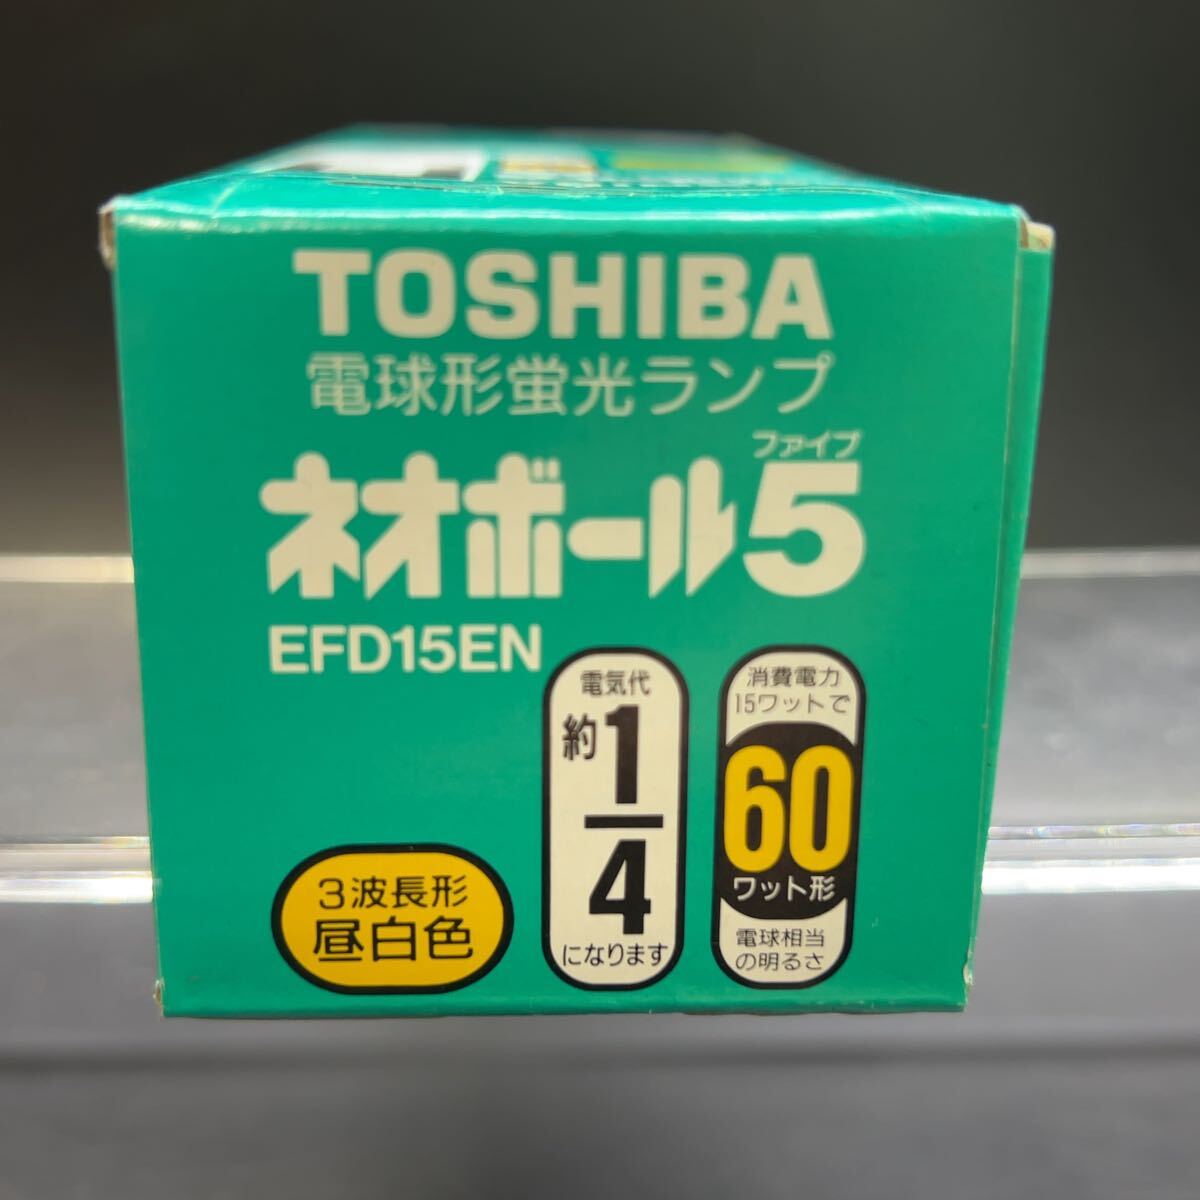 TOSHIBA
電球形蛍光ランプ
ファイブ
ネオボール5
EFD15EN
3波長形
昼白色
電気代
約1/4
になります
消費電力
15ワットで
60
ワット形
電球相当
の明るさ